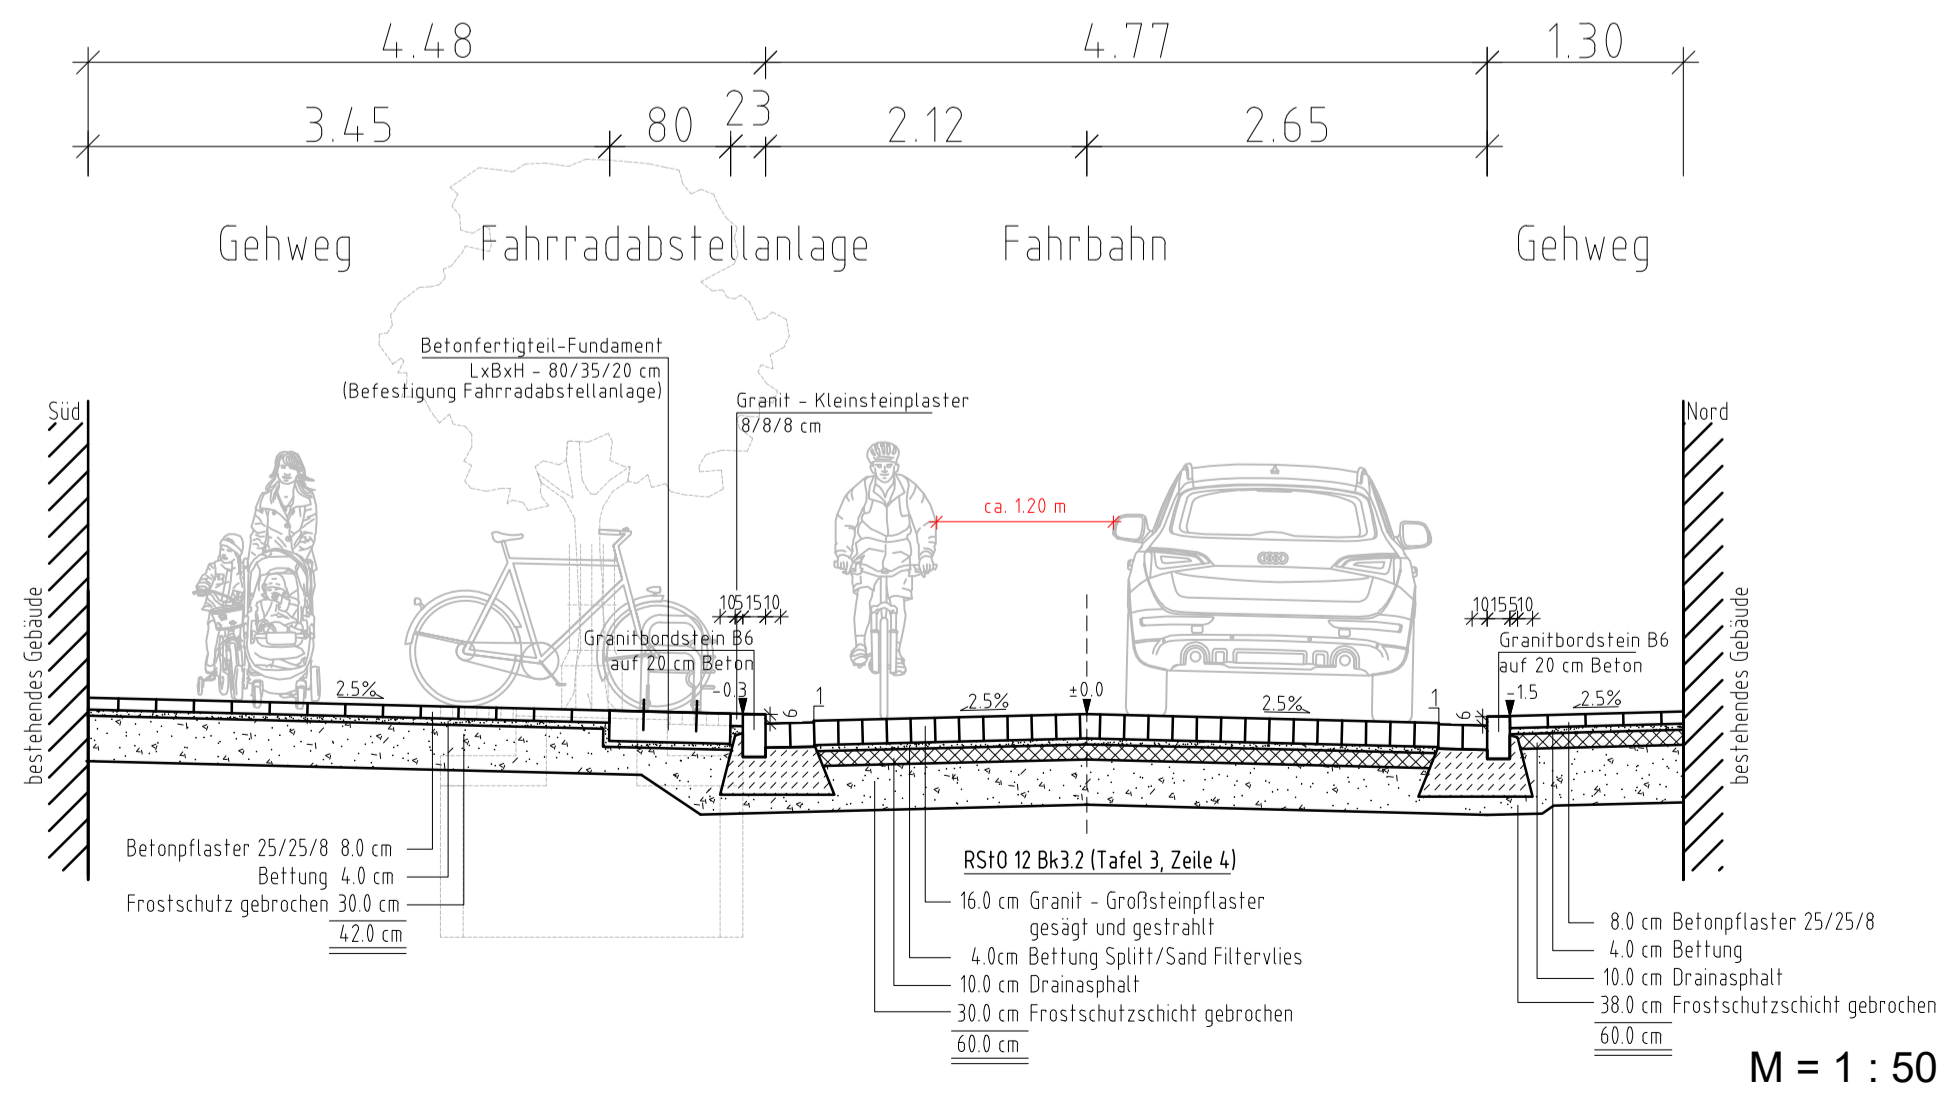 4.48 4.77 1.30
3.45 80 23 2.12 2.65
Gehweg Fahrradabstellanlage Fahrbahn Gehweg
Betonfertigteil-Fundament
LxBxH - 80/35/20 cm
(Befestigung Fahrradabstellanlage)
Granit - Kleinsteinplaster
8/8/8 cm
Süd
Nord
ca. 1.20 m
bestehendes Gebäude
bestehendes Gebäude
10 5 15 10
10 15 5 10
Granitbordstein B6
auf 20 cm Beton
Granitbordstein B6
auf 20 cm Beton
2.5% -0.3 6 1 2.5% ±0.0 2.5% 1 6 -1.5 2.5%
Betonpflaster 25/25/8 8.0 cm
Bettung 4.0 cm
Frostschutz gebrochen 30.0 cm
42.0 cm
RStO 12 Bk3.2 (Tafel 3, Zeile 4)
16.0 cm Granit - Großsteinpflaster
gesägt und gestrahlt
4.0cm Bettung Splitt/Sand Filtervlies
10.0 cm Drainasphalt
30.0 cm Frostschutzschicht gebrochen
60.0 cm
8.0 cm Betonpflaster 25/25/8
4.0 cm Bettung
10.0 cm Drainasphalt
38.0 cm Frostschutzschicht gebrochen
60.0 cm
M = 1 : 50